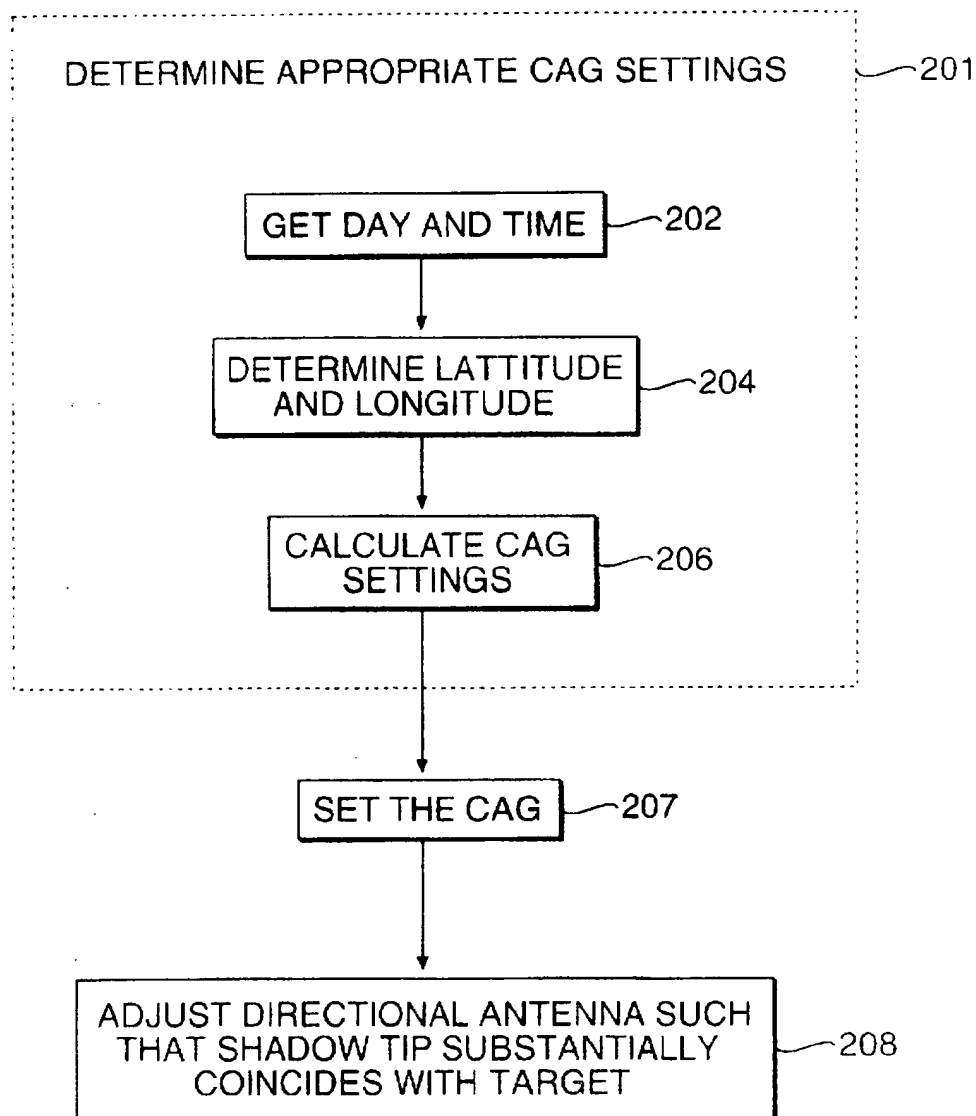 DETERMINE APPROPRIATE CAG SETTINGS
201
GET DAY AND TIME
202
DETERMINE LATTITUDE
AND LONGITUDE
204
CALCULATE CAG
SETTINGS
206
SET THE CAG
207
ADJUST DIRECTIONAL ANTENNA SUCH
THAT SHADOW TIP SUBSTANTIALLY
COINCIDES WITH TARGET
208